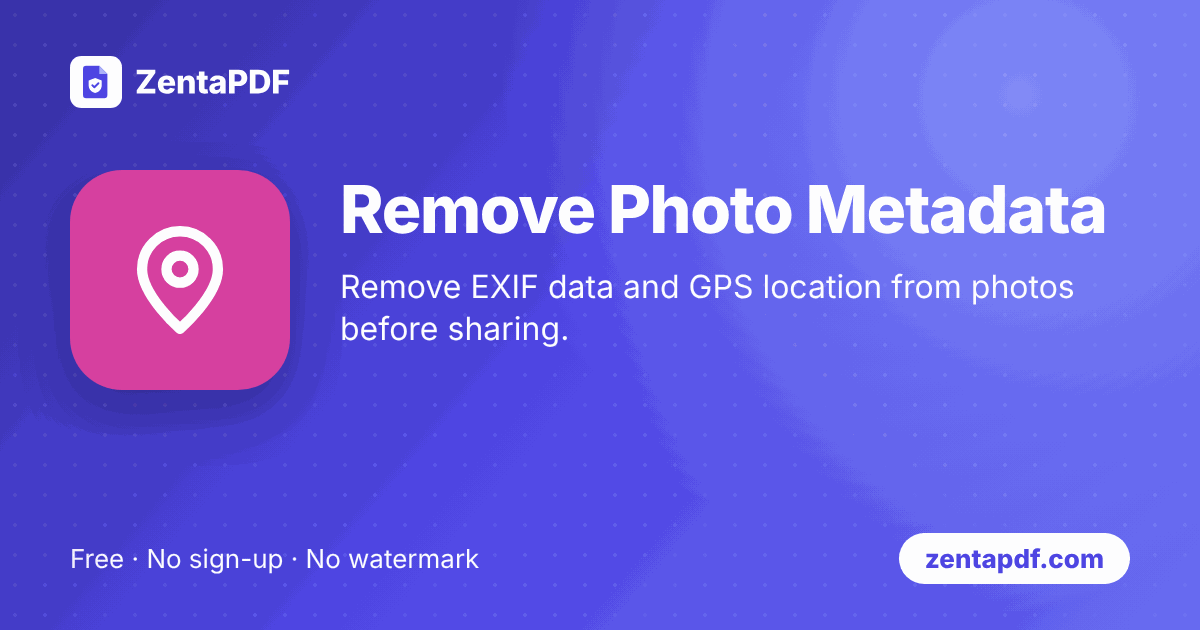 ZentaPDF
Remove Photo Metadata
Remove EXIF data and GPS location from photos
before sharing.
Free · No sign-up · No watermark
zentapdf.com